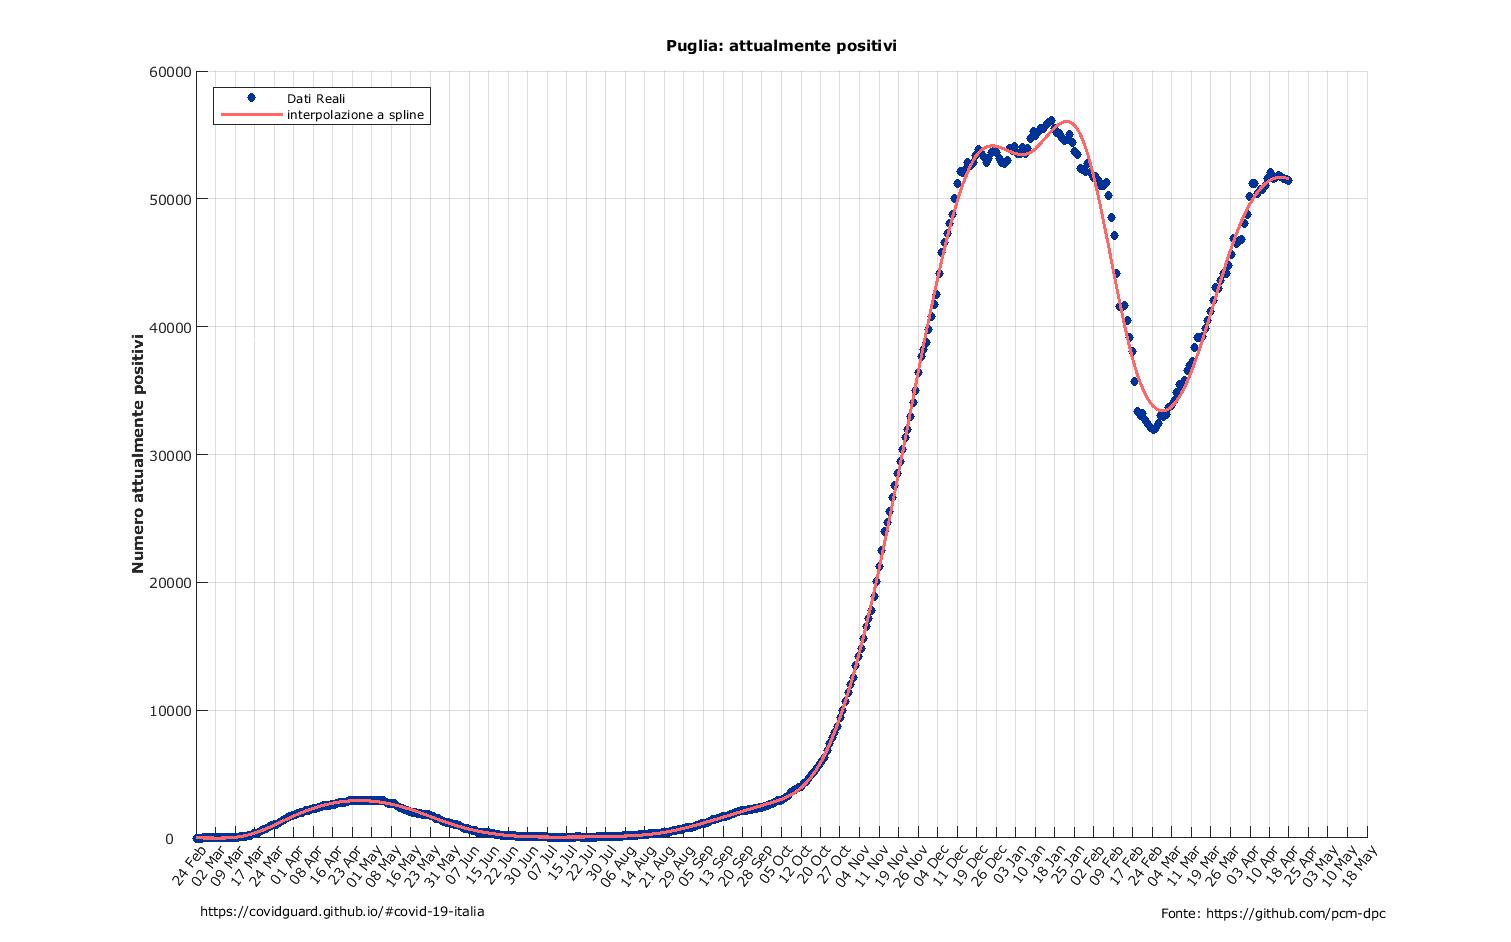 Puglia: attualmente positivi
60000
50000
40000
30000
20000
10000
0
Numero attualmente positivi
Dati Reali
interpolazione a spline
24 Feb
02 Mar
09 Mar
17 Mar
24 Mar
01 Apr
08 Apr
16 Apr
23 Apr
01 May
08 May
16 May
23 May
31 May
07 Jun
15 Jun
22 Jun
30 Jun
07 Jul
15 Jul
22 Jul
30 Jul
06 Aug
14 Aug
21 Aug
29 Aug
05 Sep
13 Sep
20 Sep
28 Sep
05 Oct
12 Oct
20 Oct
27 Oct
04 Nov
11 Nov
19 Nov
26 Nov
04 Dec
11 Dec
19 Dec
26 Dec
03 Jan
10 Jan
18 Jan
25 Jan
02 Feb
09 Feb
17 Feb
24 Feb
04 Mar
11 Mar
19 Mar
26 Mar
03 Apr
10 Apr
18 Apr
25 Apr
03 May
10 May
18 May
https://covidguard.github.io/#covid-19-italia
Fonte: https://github.com/pcm-dpc